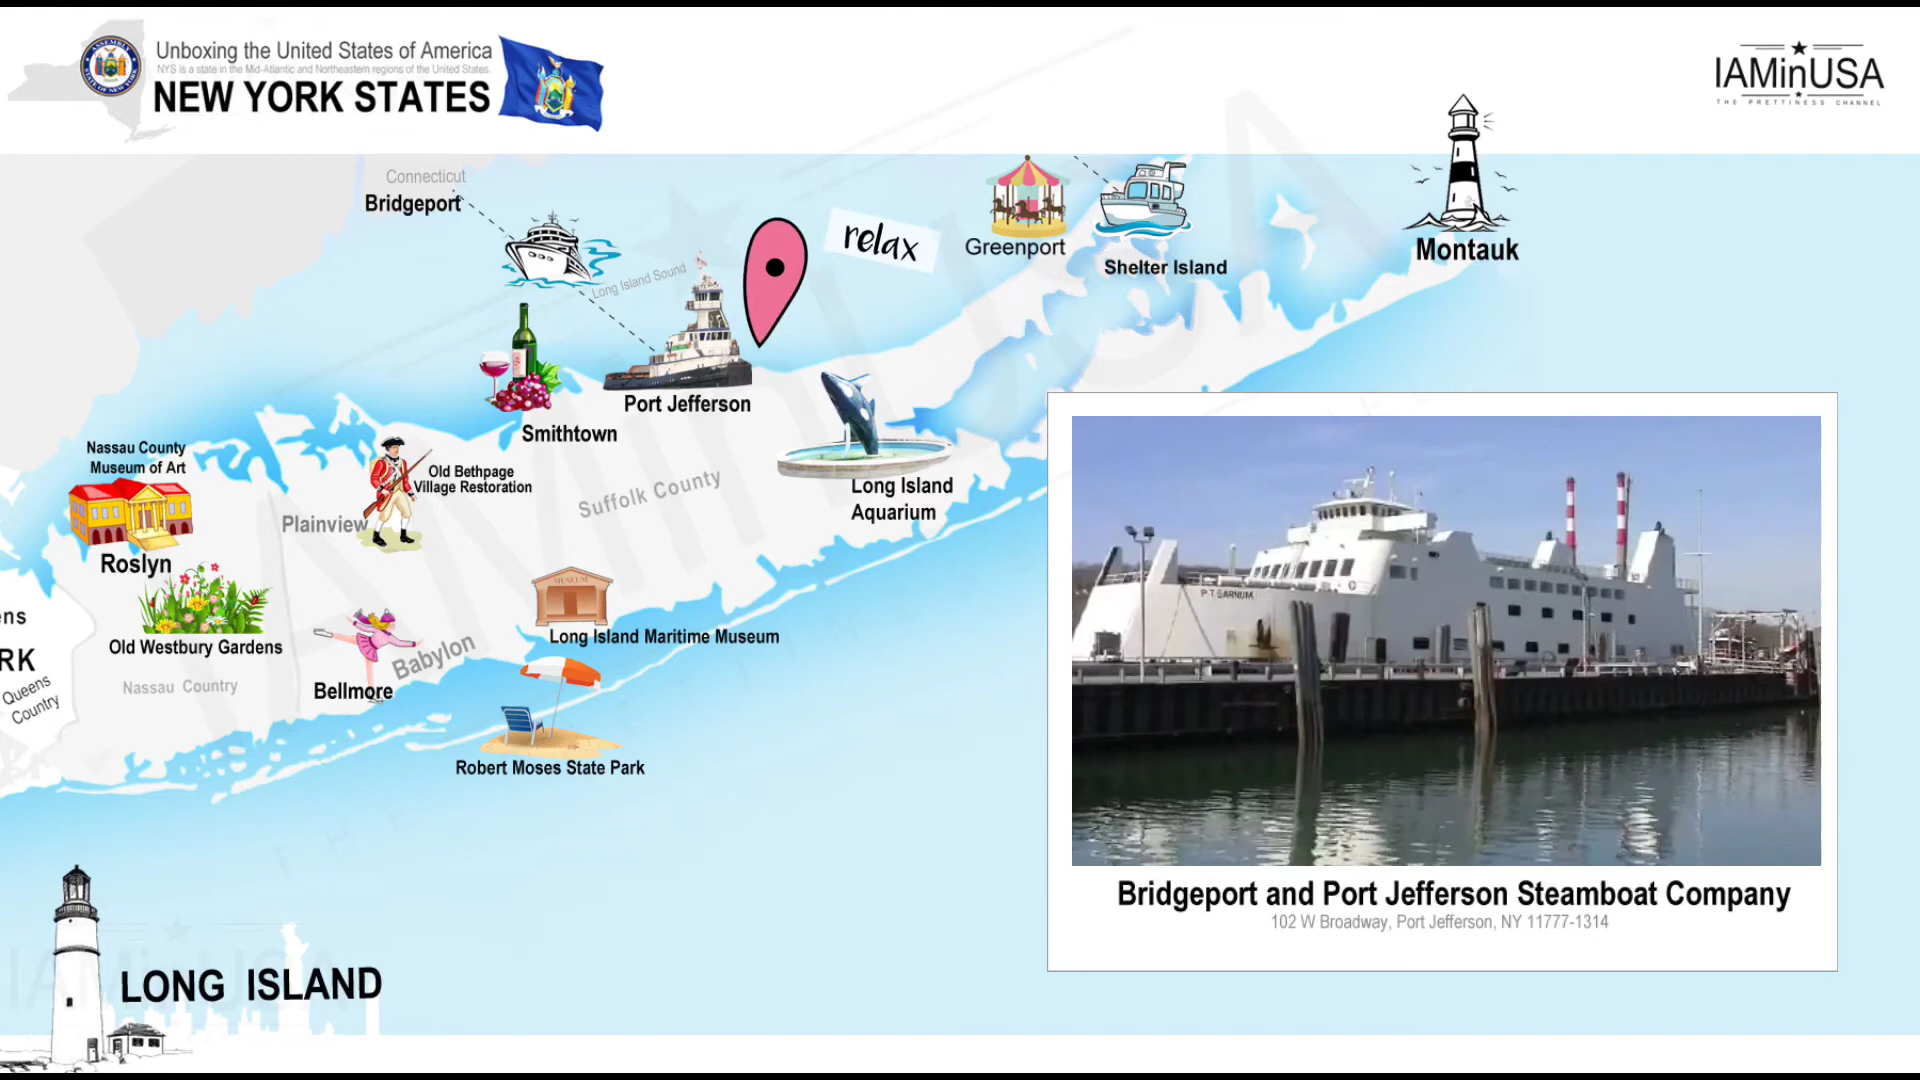 Unboxing the United States of America
NYS is a state in the Mid-Atlantic and Northeastern regions of the United States.
NEW YORK STATES
IAMinUSA
THE PRETTINESS CHANNEL
Connecticut
Bridgeport
Long Island Sound
relax
Greenport
Shelter Island
Montauk
Port Jefferson
Smithtown
Nassau County
Museum of Art
Old Bethpage
Village Restoration
Suffolk County
Long Island
Aquarium
Plainview
Roslyn
MUSEUM
Old Westbury Gardens
Long Island Maritime Museum
Babylon
Nassau Country
Bellmore
ens
RK
Queens
Country
Robert Moses State Park
P.T. BARNUM
Bridgeport and Port Jefferson Steamboat Company
102 W Broadway, Port Jefferson, NY 11777-1314
IAMinUSA
LONG ISLAND